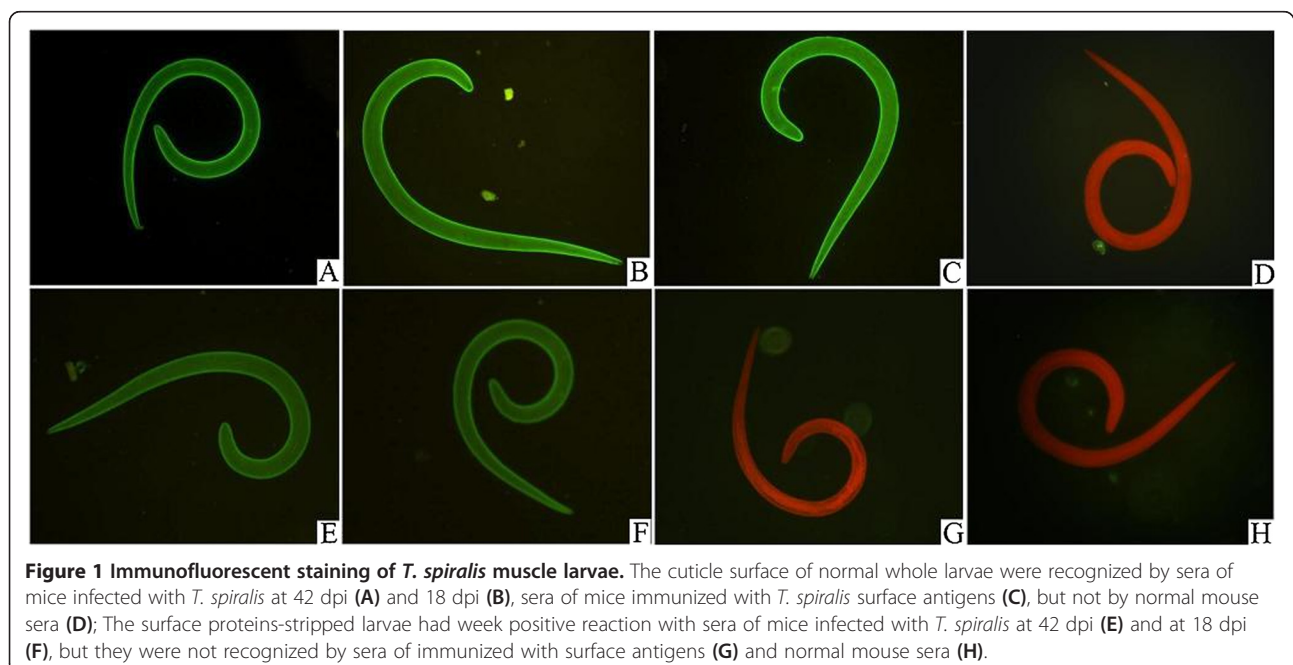 A
B
C
D
E
F
G
H
Figure 1 Immunofluorescent staining of T. spiralis muscle larvae. The cuticle surface of normal whole larvae were recognized by sera of
mice infected with T. spiralis at 42 dpi (A) and 18 dpi (B), sera of mice immunized with T. spiralis surface antigens (C), but not by normal mouse
sera (D); The surface proteins-stripped larvae had week positive reaction with sera of mice infected with T. spiralis at 42 dpi (E) and at 18 dpi
(F), but they were not recognized by sera of immunized with surface antigens (G) and normal mouse sera (H).